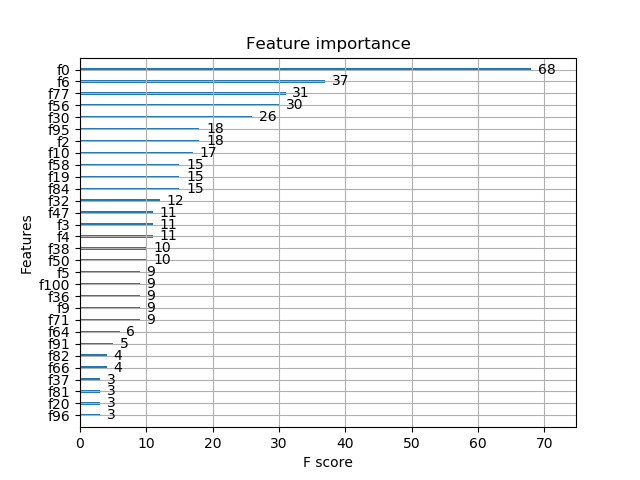 Feature importance
Features
f0 68
f6 37
f77 31
f56 30
f30 26
f95 18
f2 18
f10 17
f58 15
f19 15
f84 15
f32 12
f47 11
f3 11
f4 11
f38 10
f50 10
f5 9
f100 9
f36 9
f9 9
f71 9
f64 6
f91 5
f82 4
f66 4
f37 3
f81 3
f20 3
f96 3
0 10 20 30 40 50 60 70
F score